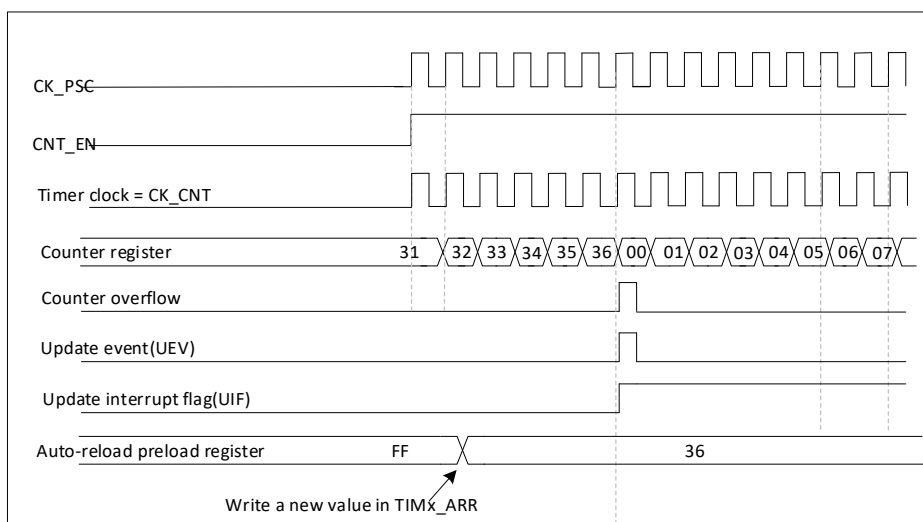 CK_PSC
CNT_EN
Timer clock = CK_CNT
Counter register 31 32 33 34 35 36 00 01 02 03 04 05 06 07
Counter overflow
Update event(UEV)
Update interrupt flag(UIF)
Auto-reload preload register FF 36
Write a new value in TIMx_ARR